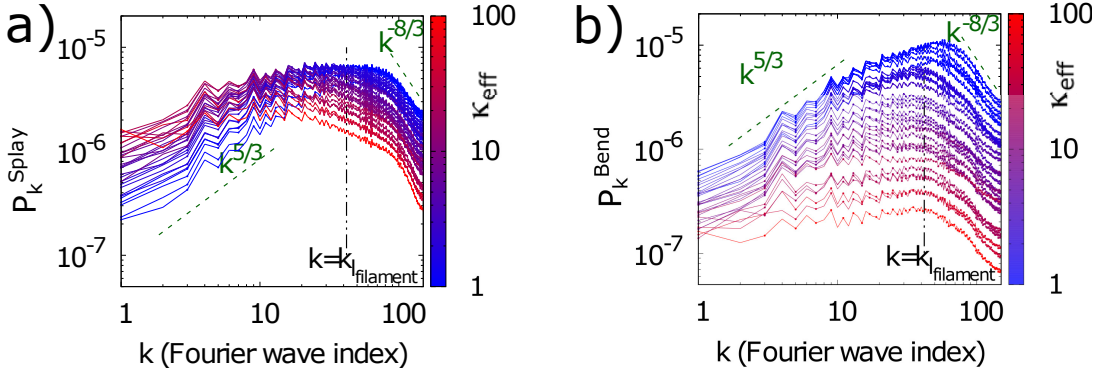 a)
10^-5
10^-6
10^-7
P_k^Splay
k^-8/3
k^5/3
k=k_l_filament
1
10
100
k (Fourier wave index)
100
10
1
κ_eff
b)
10^-5
10^-6
10^-7
P_k^Bend
k^5/3
k^-8/3
k=k_l_filament
1
10
100
k (Fourier wave index)
100
10
1
κ_eff